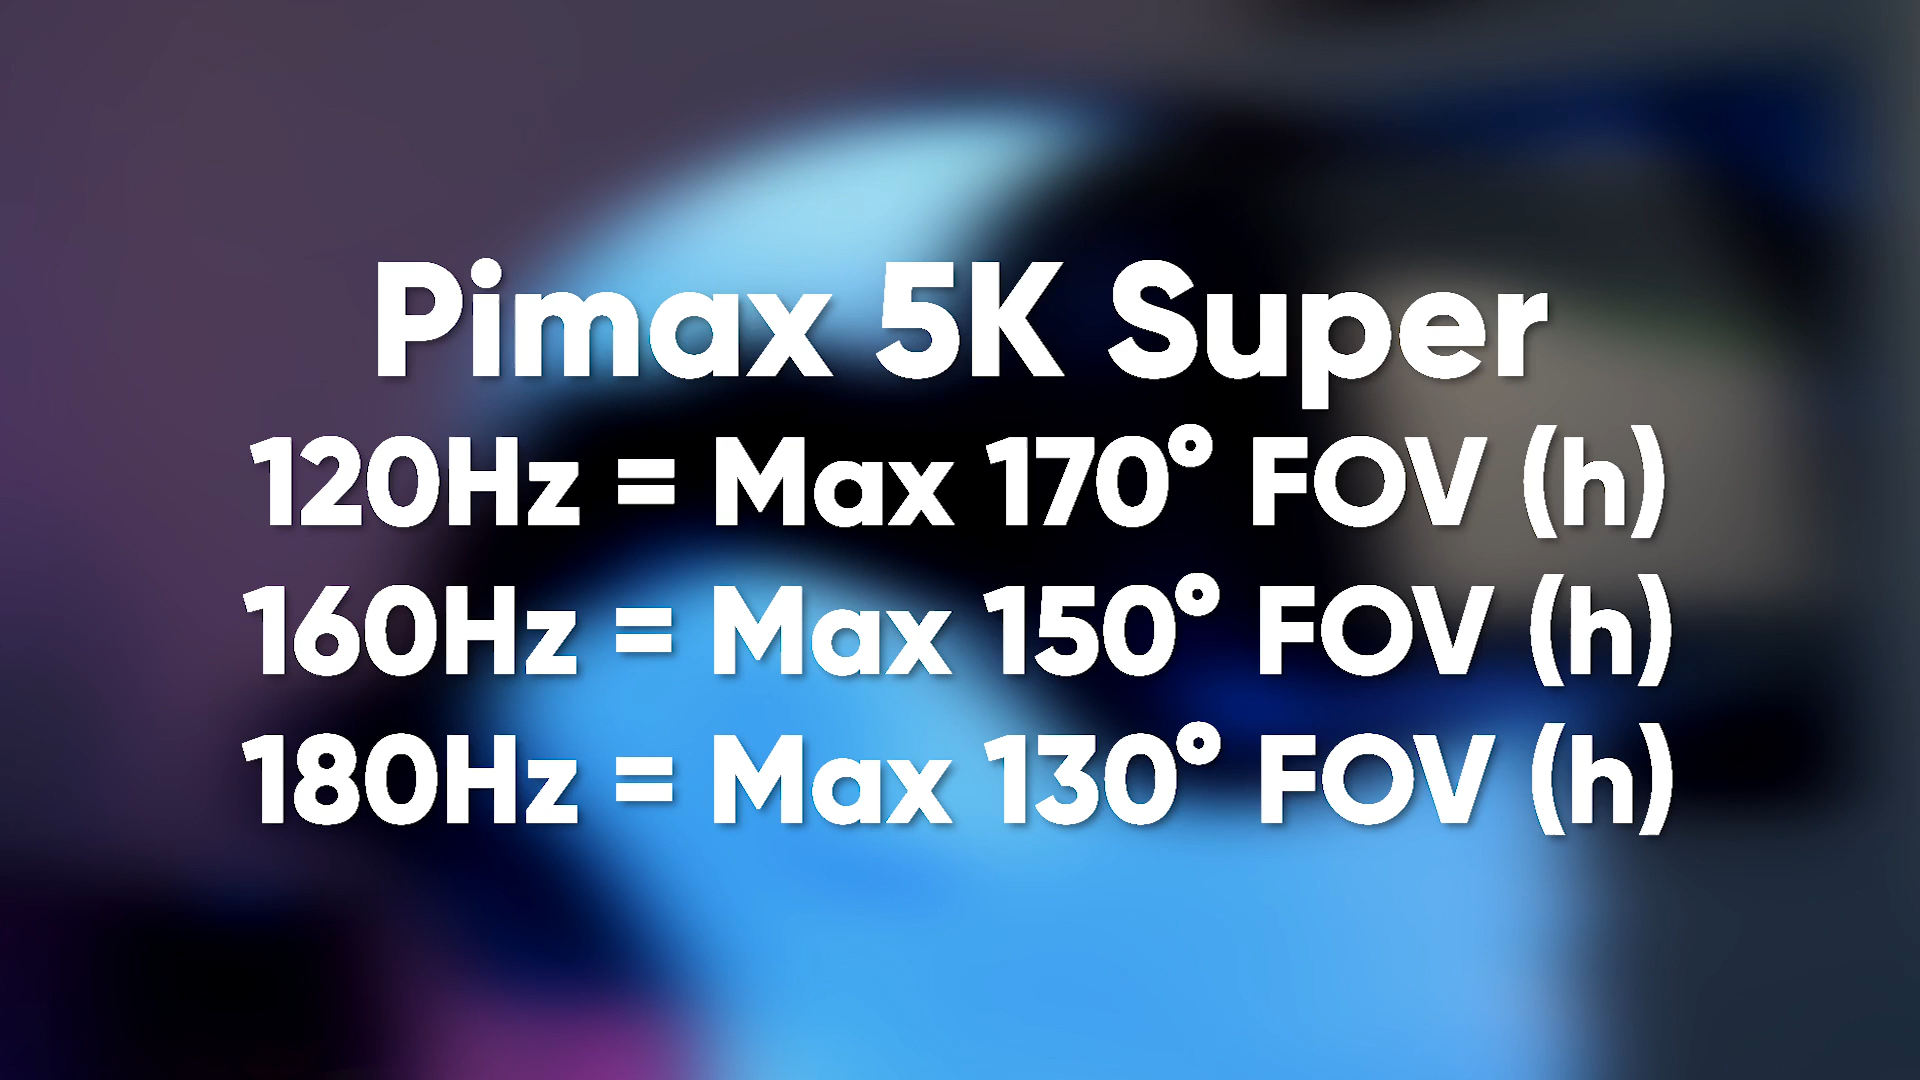 Pimax 5K Super
120Hz = Max 170° FOV (h)
160Hz = Max 150° FOV (h)
180Hz = Max 130° FOV (h)